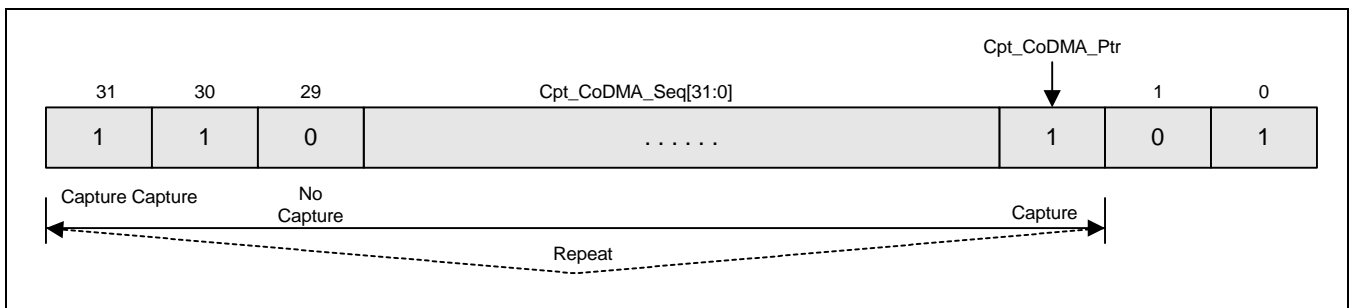 Cpt_CoDMA_Ptr
31 30 29 Cpt_CoDMA_Seq[31:0] 1 0
1 1 0 . . . . . . 1 0 1
Capture Capture No Capture Capture
Repeat